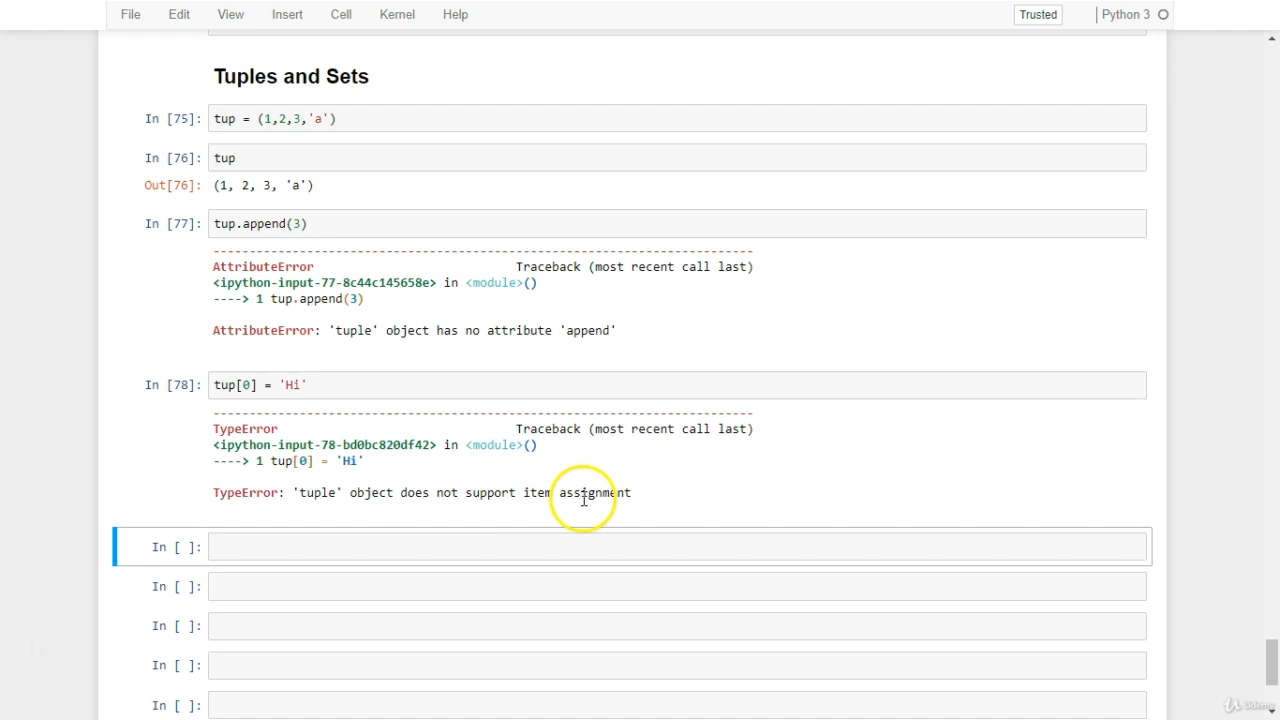 File Edit View Insert Cell Kernel Help Trusted Python 3
Tuples and Sets
In [75]: tup = (1,2,3,'a')
In [76]: tup
Out[76]: (1, 2, 3, 'a')
In [77]: tup.append(3)
---------------------------------------------------------------------------
AttributeError Traceback (most recent call last)
<ipython-input-77-8c44c145658e> in <module>()
----> 1 tup.append(3)
AttributeError: 'tuple' object has no attribute 'append'
In [78]: tup[0] = 'Hi'
---------------------------------------------------------------------------
TypeError Traceback (most recent call last)
<ipython-input-78-bd0bc820df42> in <module>()
----> 1 tup[0] = 'Hi'
TypeError: 'tuple' object does not support item assignment
In [ ]:
In [ ]:
In [ ]:
In [ ]:
In [ ]:
Udemy